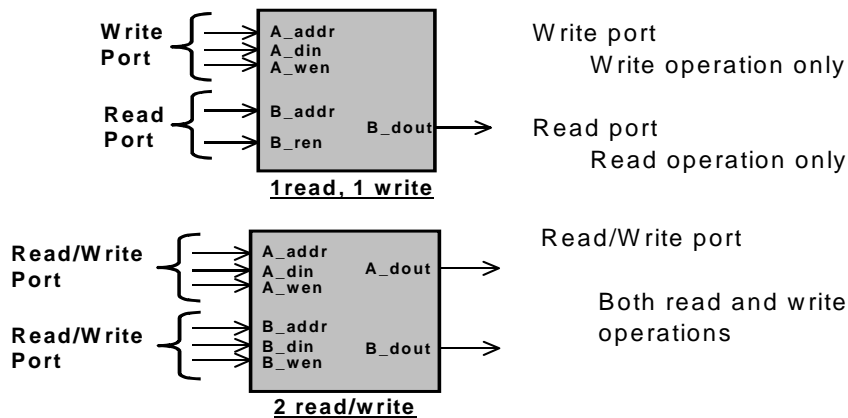 Write
Port
A_addr
A_din
A_wen
Write port
Write operation only
Read
Port
B_addr
B_ren
B_dout
Read port
Read operation only
1read, 1 write
Read/Write
Port
A_addr
A_din
A_wen
A_dout
Read/Write port
Read/Write
Port
B_addr
B_din
B_wen
B_dout
Both read and write
operations
2 read/write